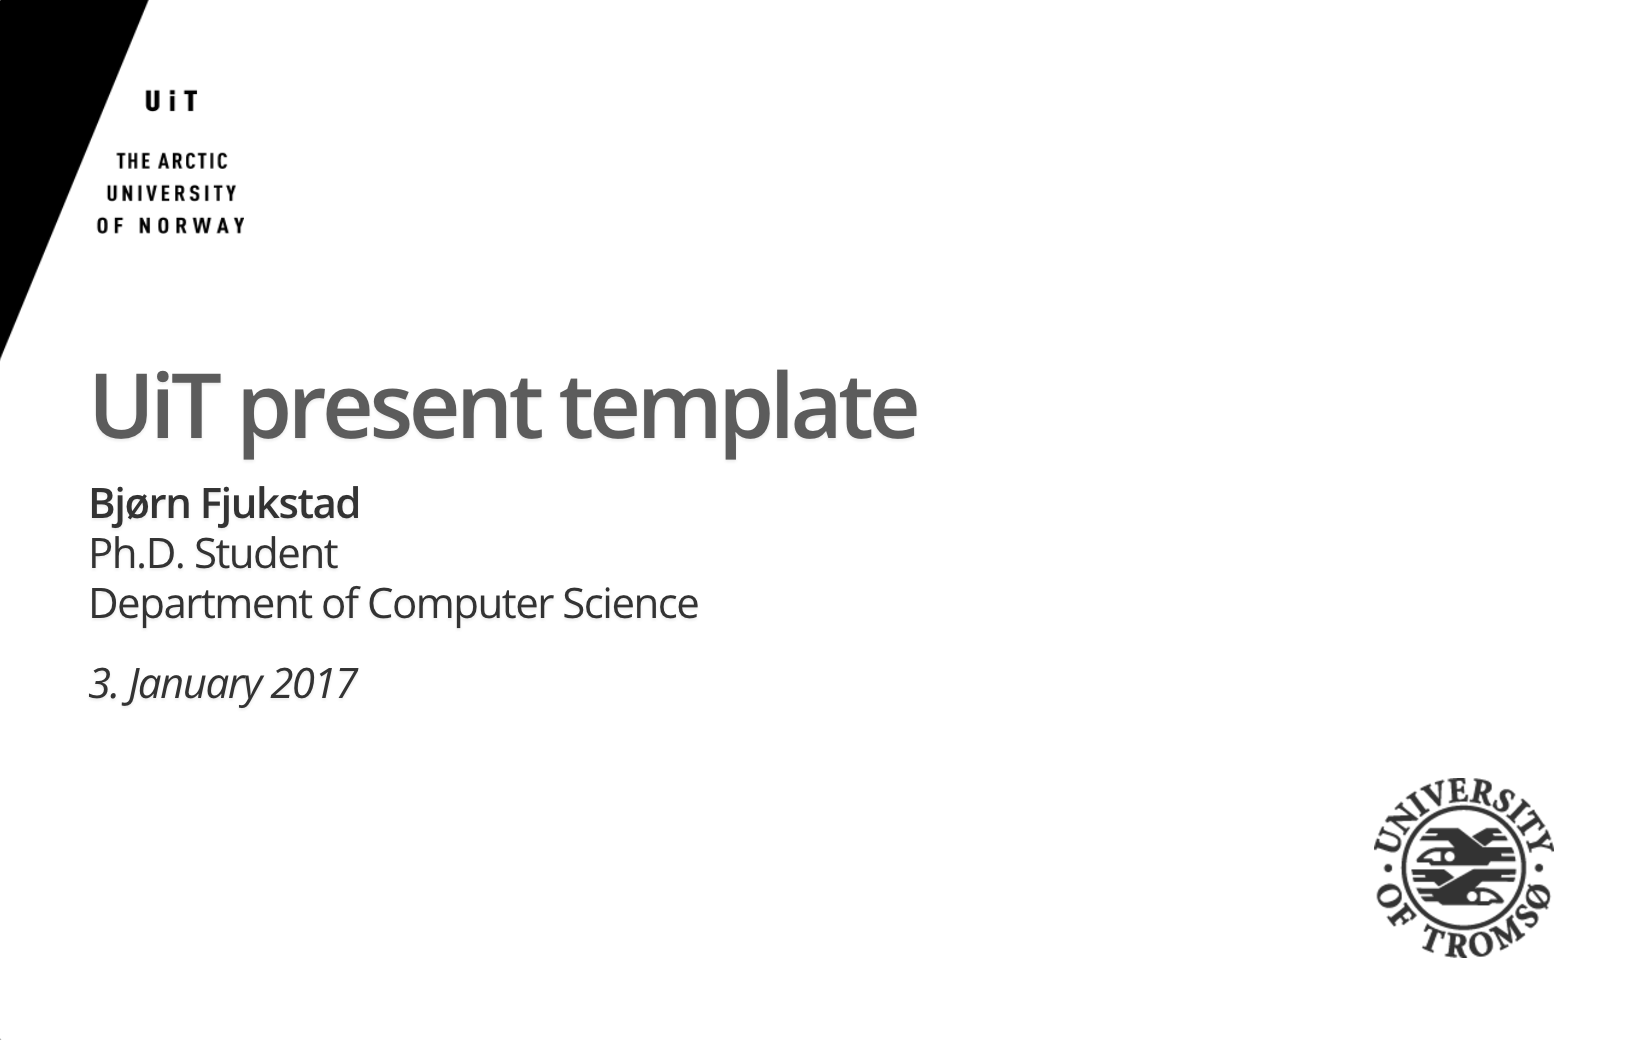 UiT
THE ARCTIC
UNIVERSITY
OF NORWAY
UiT present template
Bjørn Fjukstad
Ph.D. Student
Department of Computer Science
3. January 2017
UNIVERSITY
OF TROMSØ